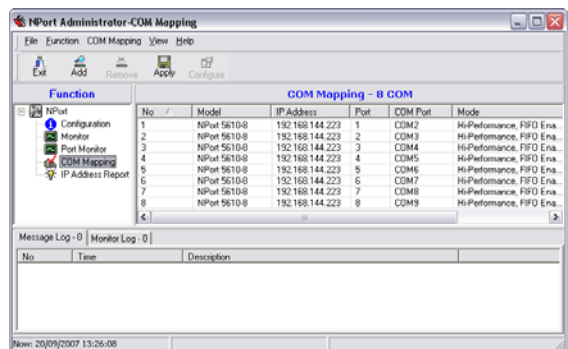 NPort Administrator-COM Mapping
File Function COM Mapping View Help
Exit Add Remove Apply Configure
Function
COM Mapping - 8 COM
NPort
Configuration
Monitor
Port Monitor
COM Mapping
IP Address Report
No Model IP Address Port COM Port Mode
1 NPort 5610-8 192.168.144.223 1 COM2 Hi-Performance, FIFO Ena...
2 NPort 5610-8 192.168.144.223 2 COM3 Hi-Performance, FIFO Ena...
3 NPort 5610-8 192.168.144.223 3 COM4 Hi-Performance, FIFO Ena...
4 NPort 5610-8 192.168.144.223 4 COM5 Hi-Performance, FIFO Ena...
5 NPort 5610-8 192.168.144.223 5 COM6 Hi-Performance, FIFO Ena...
6 NPort 5610-8 192.168.144.223 6 COM7 Hi-Performance, FIFO Ena...
7 NPort 5610-8 192.168.144.223 7 COM8 Hi-Performance, FIFO Ena...
8 NPort 5610-8 192.168.144.223 8 COM9 Hi-Performance, FIFO Ena...
Message Log - 0 Monitor Log - 0
No Time Description
Now: 20/09/2007 13:26:08